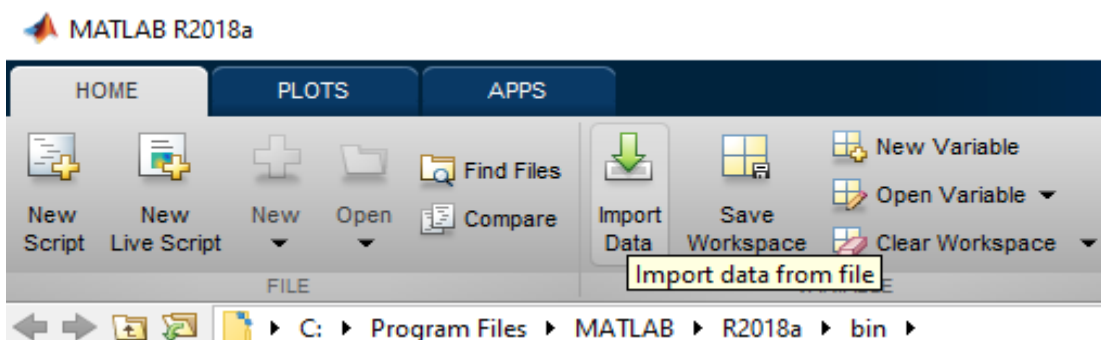 MATLAB R2018a
HOME PLOTS APPS
New Script
New Live Script
New
Open
Find Files
Compare
Import Data
Save Workspace
New Variable
Open Variable
Clear Workspace
Import data from file
FILE
C: Program Files MATLAB R2018a bin